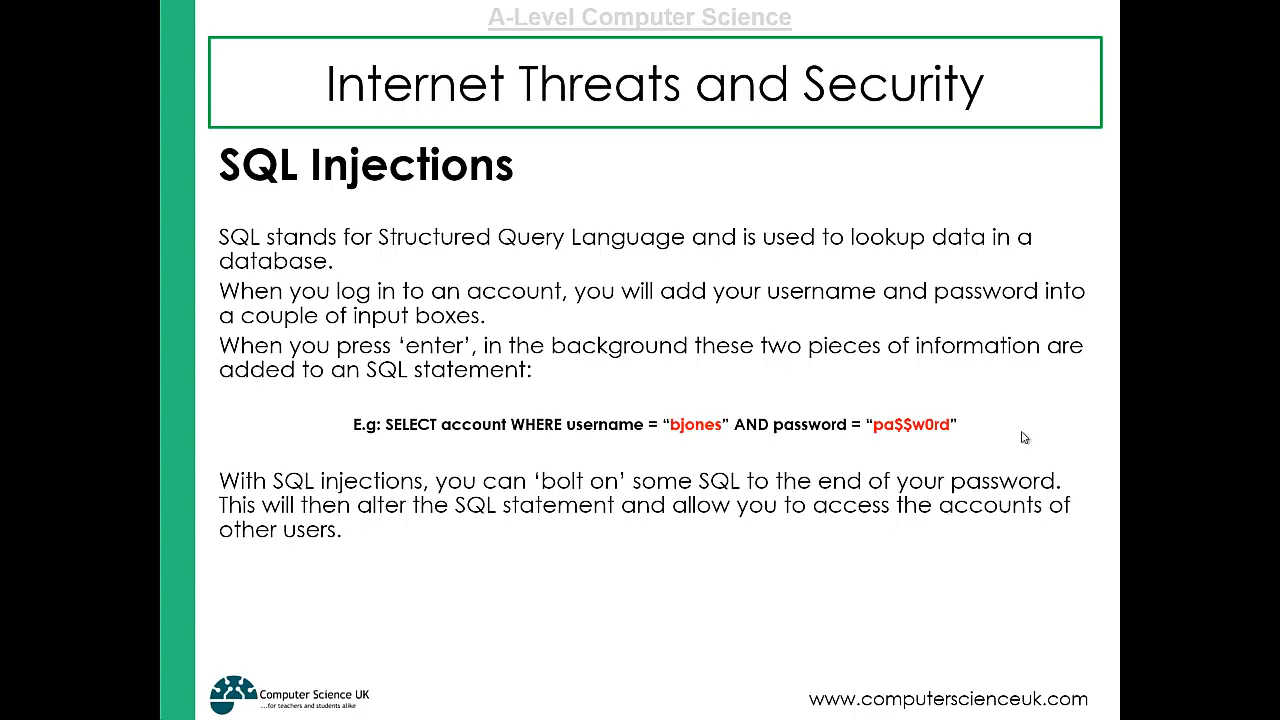 A-Level Computer Science
Internet Threats and Security
SQL Injections
SQL stands for Structured Query Language and is used to lookup data in a
database.
When you log in to an account, you will add your username and password into
a couple of input boxes.
When you press ‘enter’, in the background these two pieces of information are
added to an SQL statement:
E.g: SELECT account WHERE username = “bjones” AND password = “pa$$w0rd”
With SQL injections, you can ‘bolt on’ some SQL to the end of your password.
This will then alter the SQL statement and allow you to access the accounts of
other users.
Computer Science UK
...for teachers and students alike
www.computerscienceuk.com